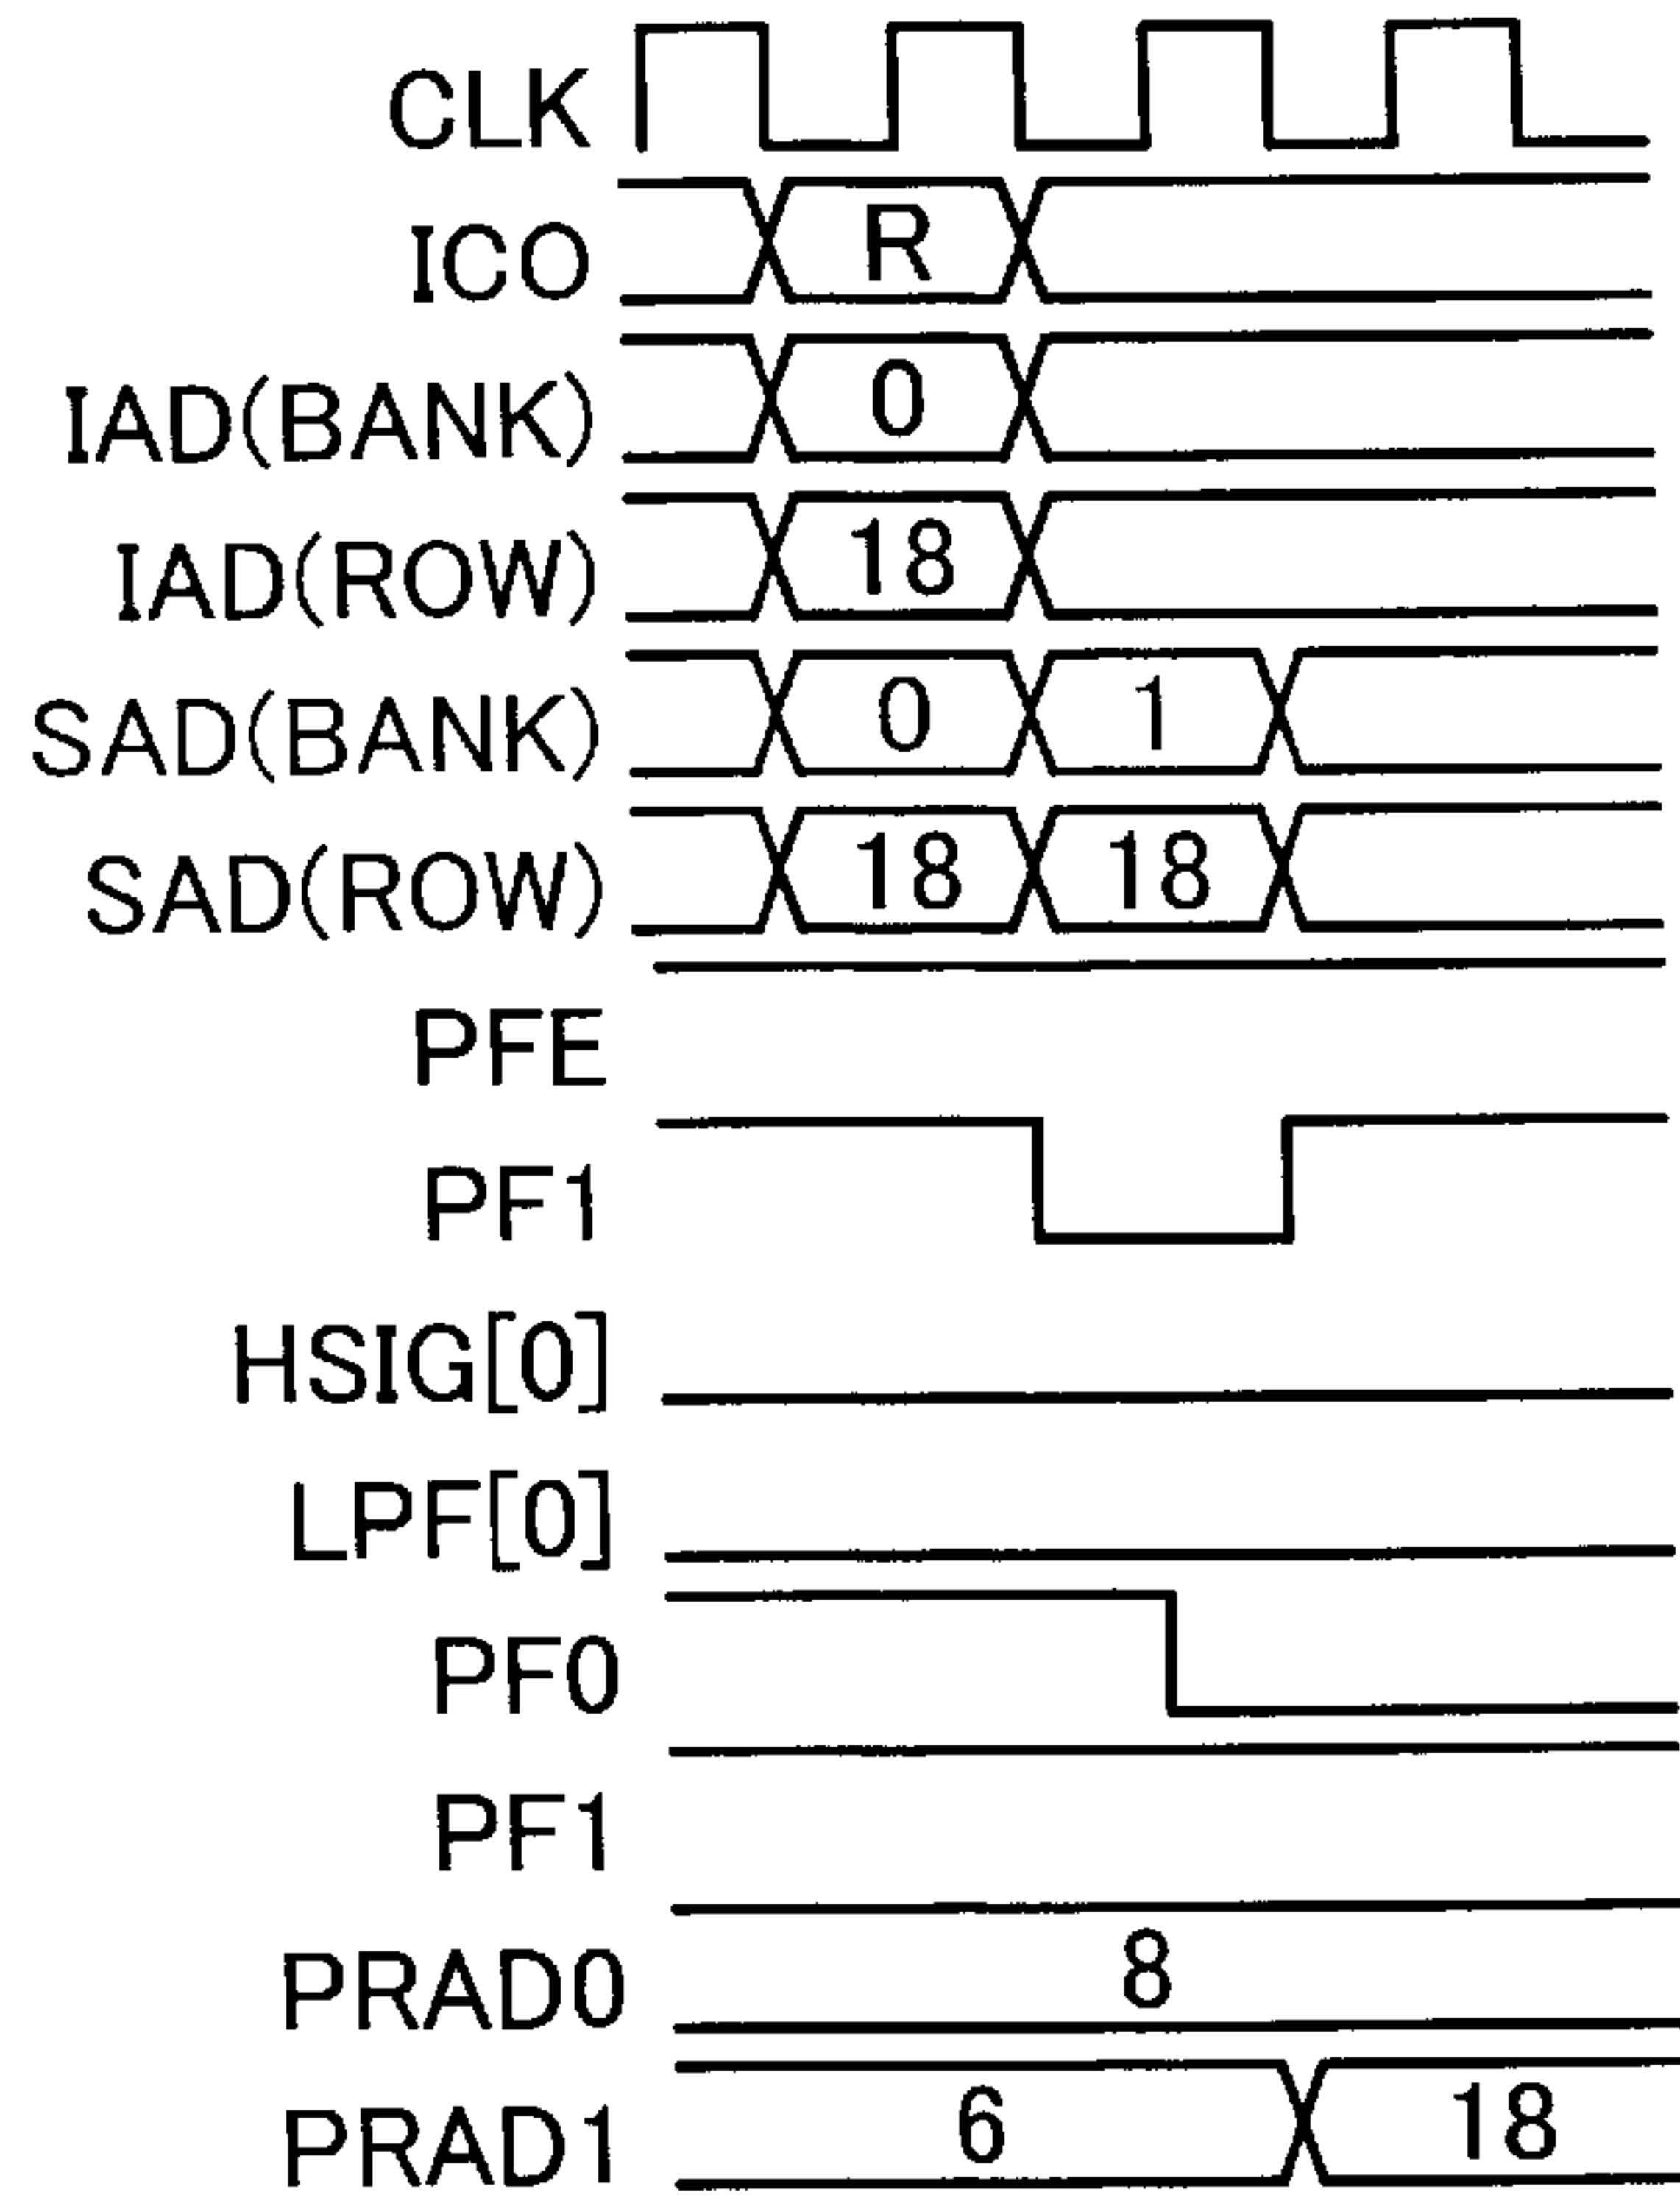 CLK
ICO R
IAD(BANK) 0
IAD(ROW) 18
SAD(BANK) 0 1
SAD(ROW) 18 18
PFE
PF1
HSIG[0]
LPF[0]
PF0
PF1
PRAD0 8
PRAD1 6 18